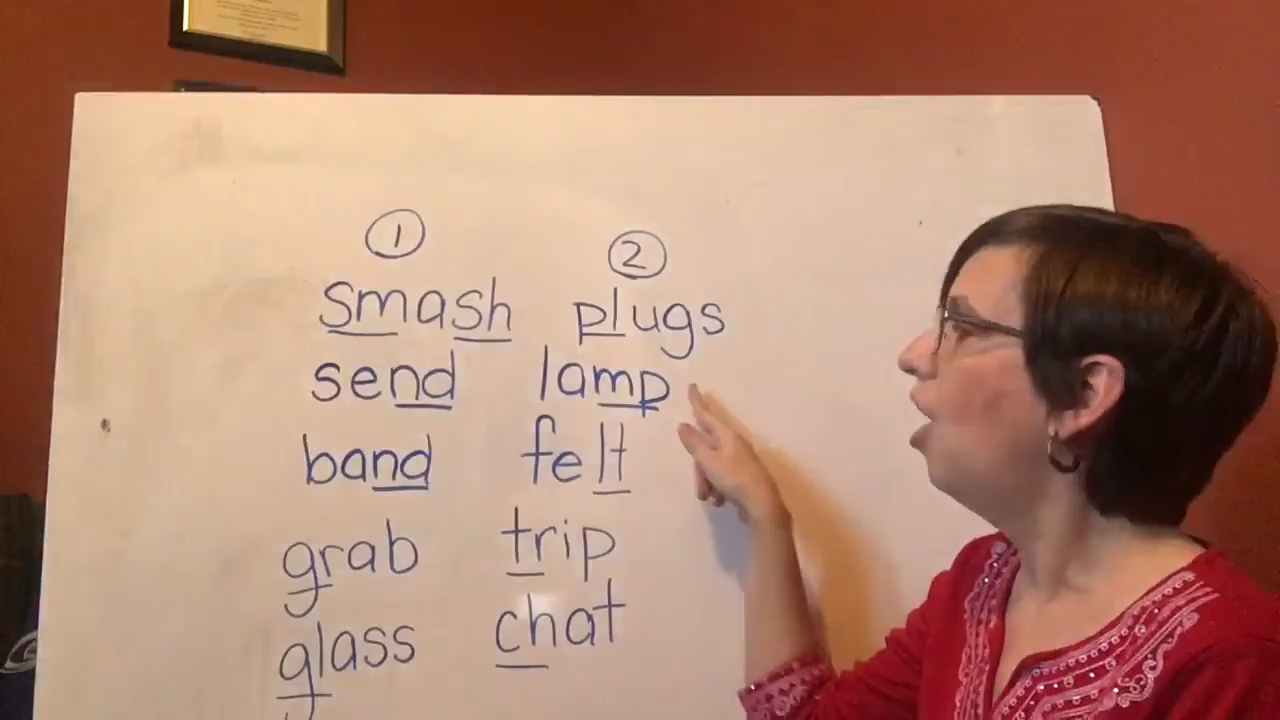 1 2
smash plugs
send lamp
band felt
grab trip
glass chat